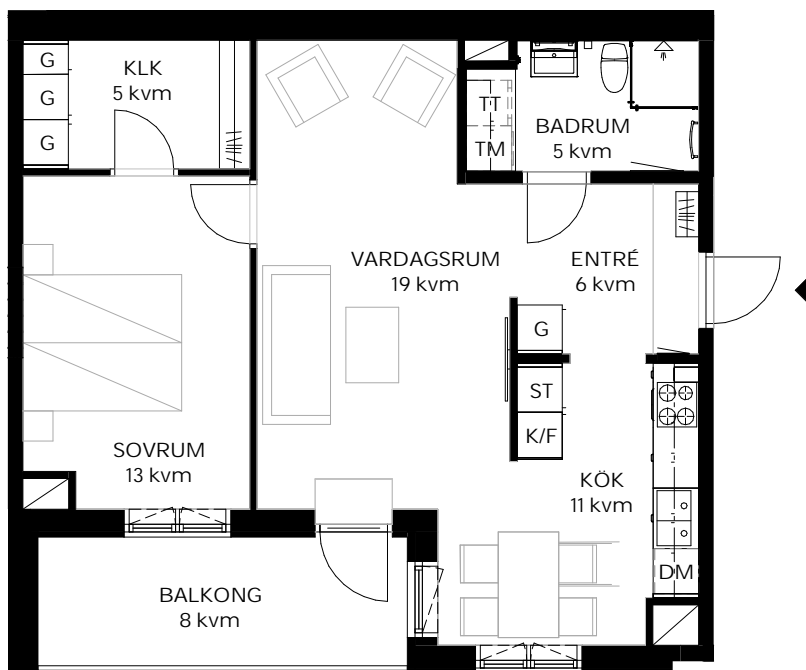 G
G
G
KLK
5 kvm
TT
TM
BADRUM
5 kvm
VARDAGSRUM
19 kvm
ENTRÉ
6 kvm
G
ST
K/F
SOVRUM
13 kvm
KÖK
11 kvm
DM
BALKONG
8 kvm